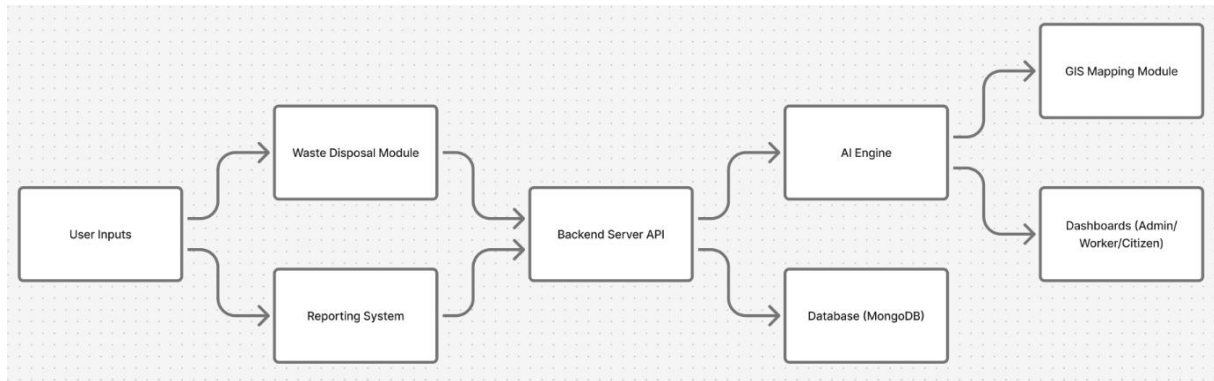 User Inputs
Waste Disposal Module
Reporting System
Backend Server API
AI Engine
Database (MongoDB)
GIS Mapping Module
Dashboards (Admin/
Worker/Citizen)